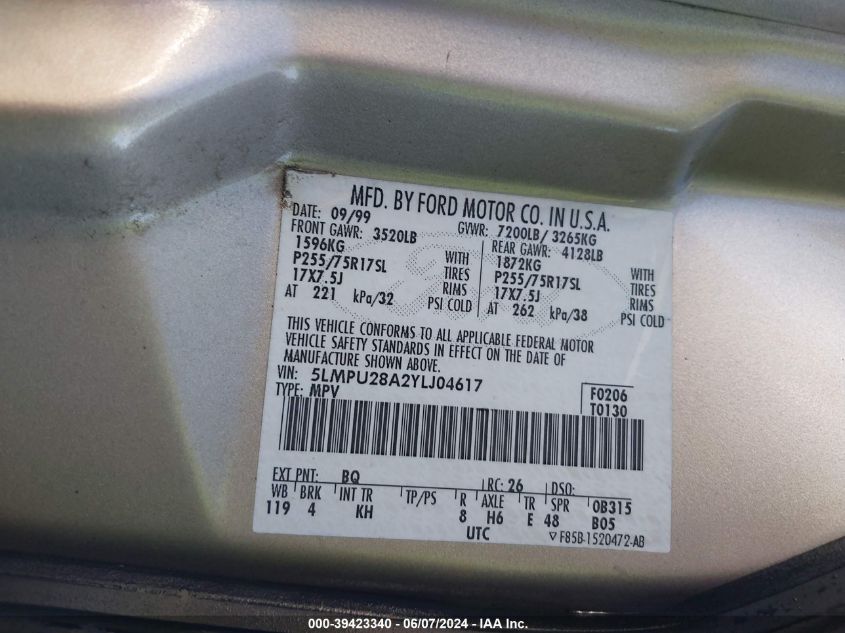 MFD. BY FORD MOTOR CO. IN U.S.A.
DATE: 09/99 GVWR: 7200LB/ 3265KG
FRONT GAWR: 3520LB REAR GAWR: 4128LB
1596KG WITH 1872KG WITH
P255/75R17SL TIRES P255/75R17SL TIRES
17X7.5J RIMS 17X7.5J RIMS
AT 221 kPa/32 PSI COLD AT 262 kPa/38 PSI COLD
THIS VEHICLE CONFORMS TO ALL APPLICABLE FEDERAL MOTOR
VEHICLE SAFETY STANDARDS IN EFFECT ON THE DATE OF
MANUFACTURE SHOWN ABOVE.
VIN: 5LMPU28A2YLJ04617 F0206
TYPE: MPV T0130
EXT PNT: BQ RC: 26 DSO:
WB BRK INT TR TP/PS R AXLE TR SPR 0B315
119 4 KH 8 H6 E 48 B05
UTC ▽ F85B-1520472-AB
000-39423340 - 06/07/2024 - IAA Inc.